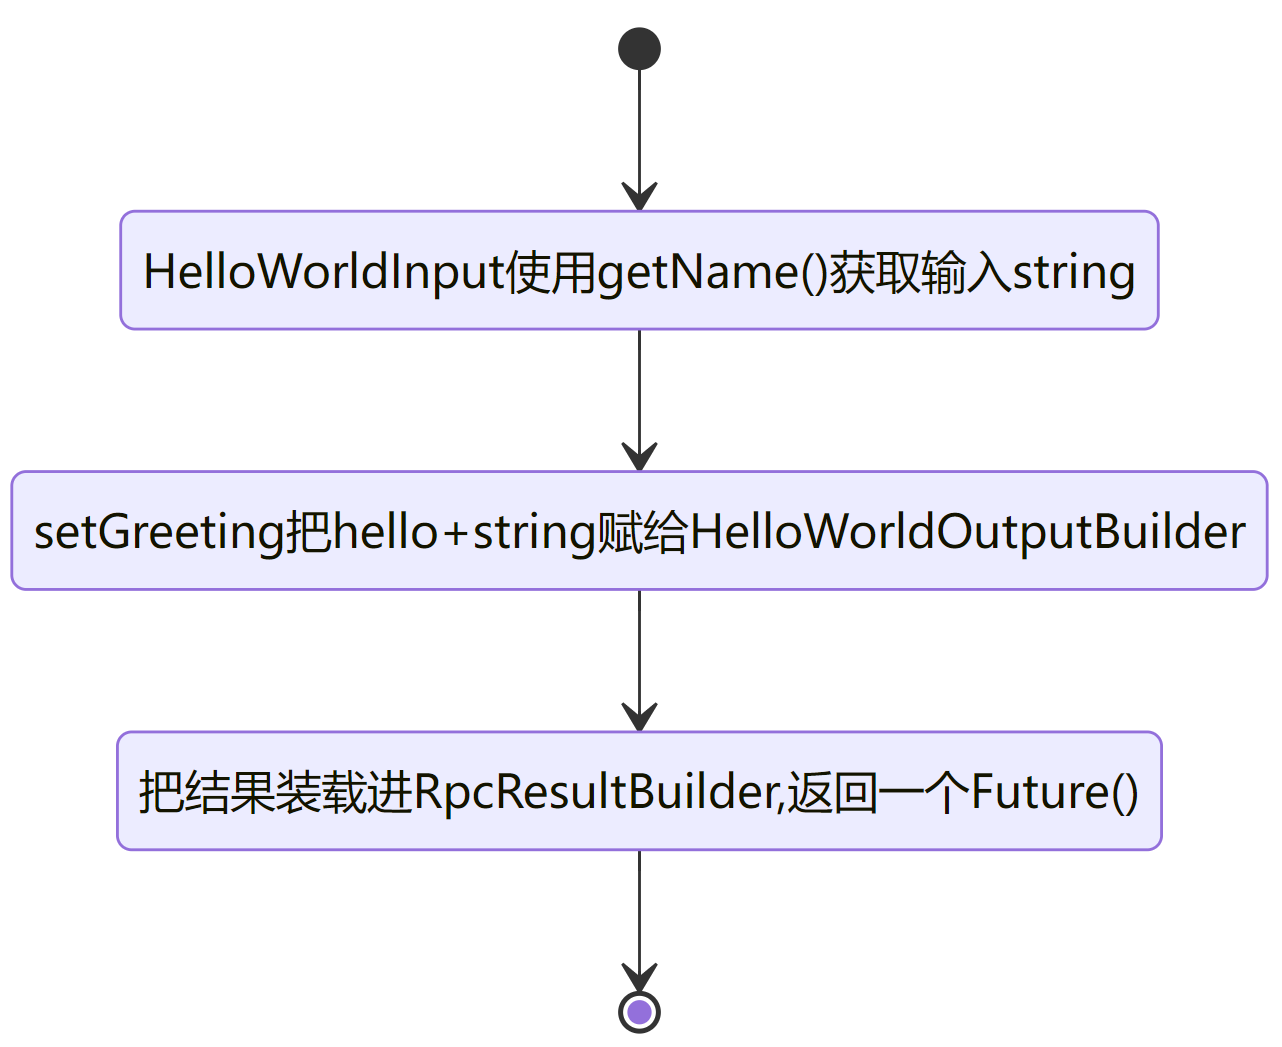 HelloWorldInput使用getName()获取输入string
setGreeting把hello+string赋给HelloWorldOutputBuilder
把结果装载进RpcResultBuilder,返回一个Future()